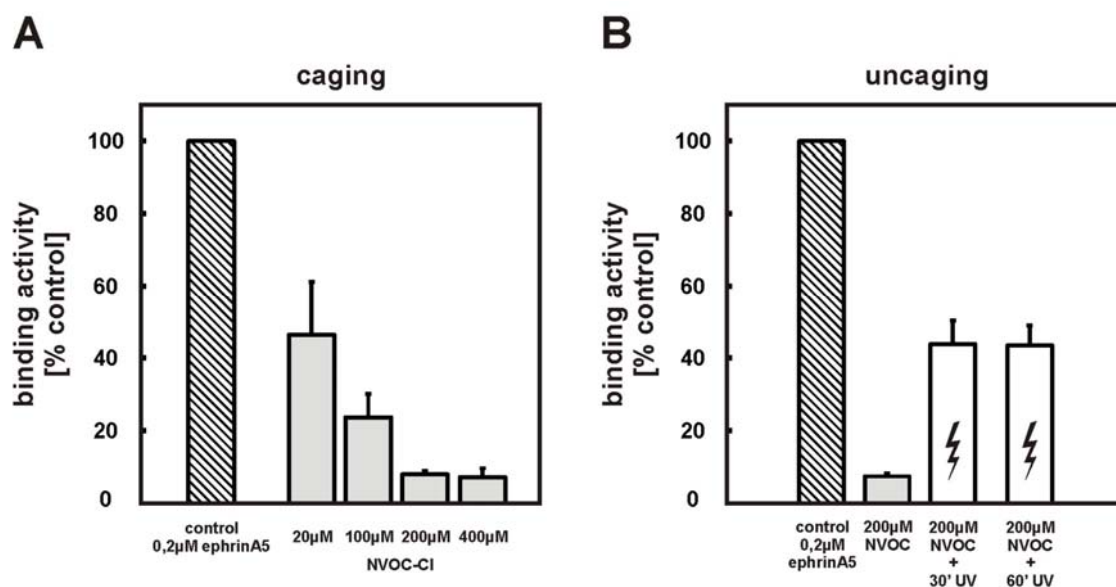 A
caging
binding activity
[% control]
100
80
60
40
20
0
control
0,2µM ephrinA5
20µM
100µM
200µM
400µM
NVOC-Cl
B
uncaging
binding activity
[% control]
100
80
60
40
20
0
control
0,2µM
ephrinA5
200µM
NVOC
200µM
NVOC
+
30' UV
200µM
NVOC
+
60' UV